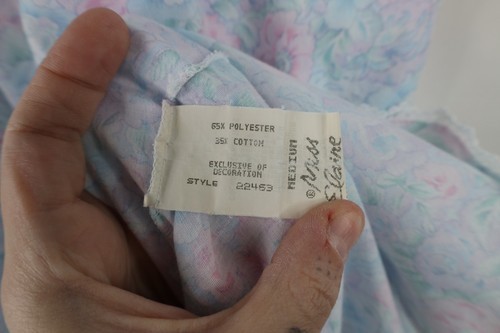 65% POLYESTER
35% COTTON
EXCLUSIVE OF
DECORATION
STYLE 22463
MEDIUM
® Miss
Elaine